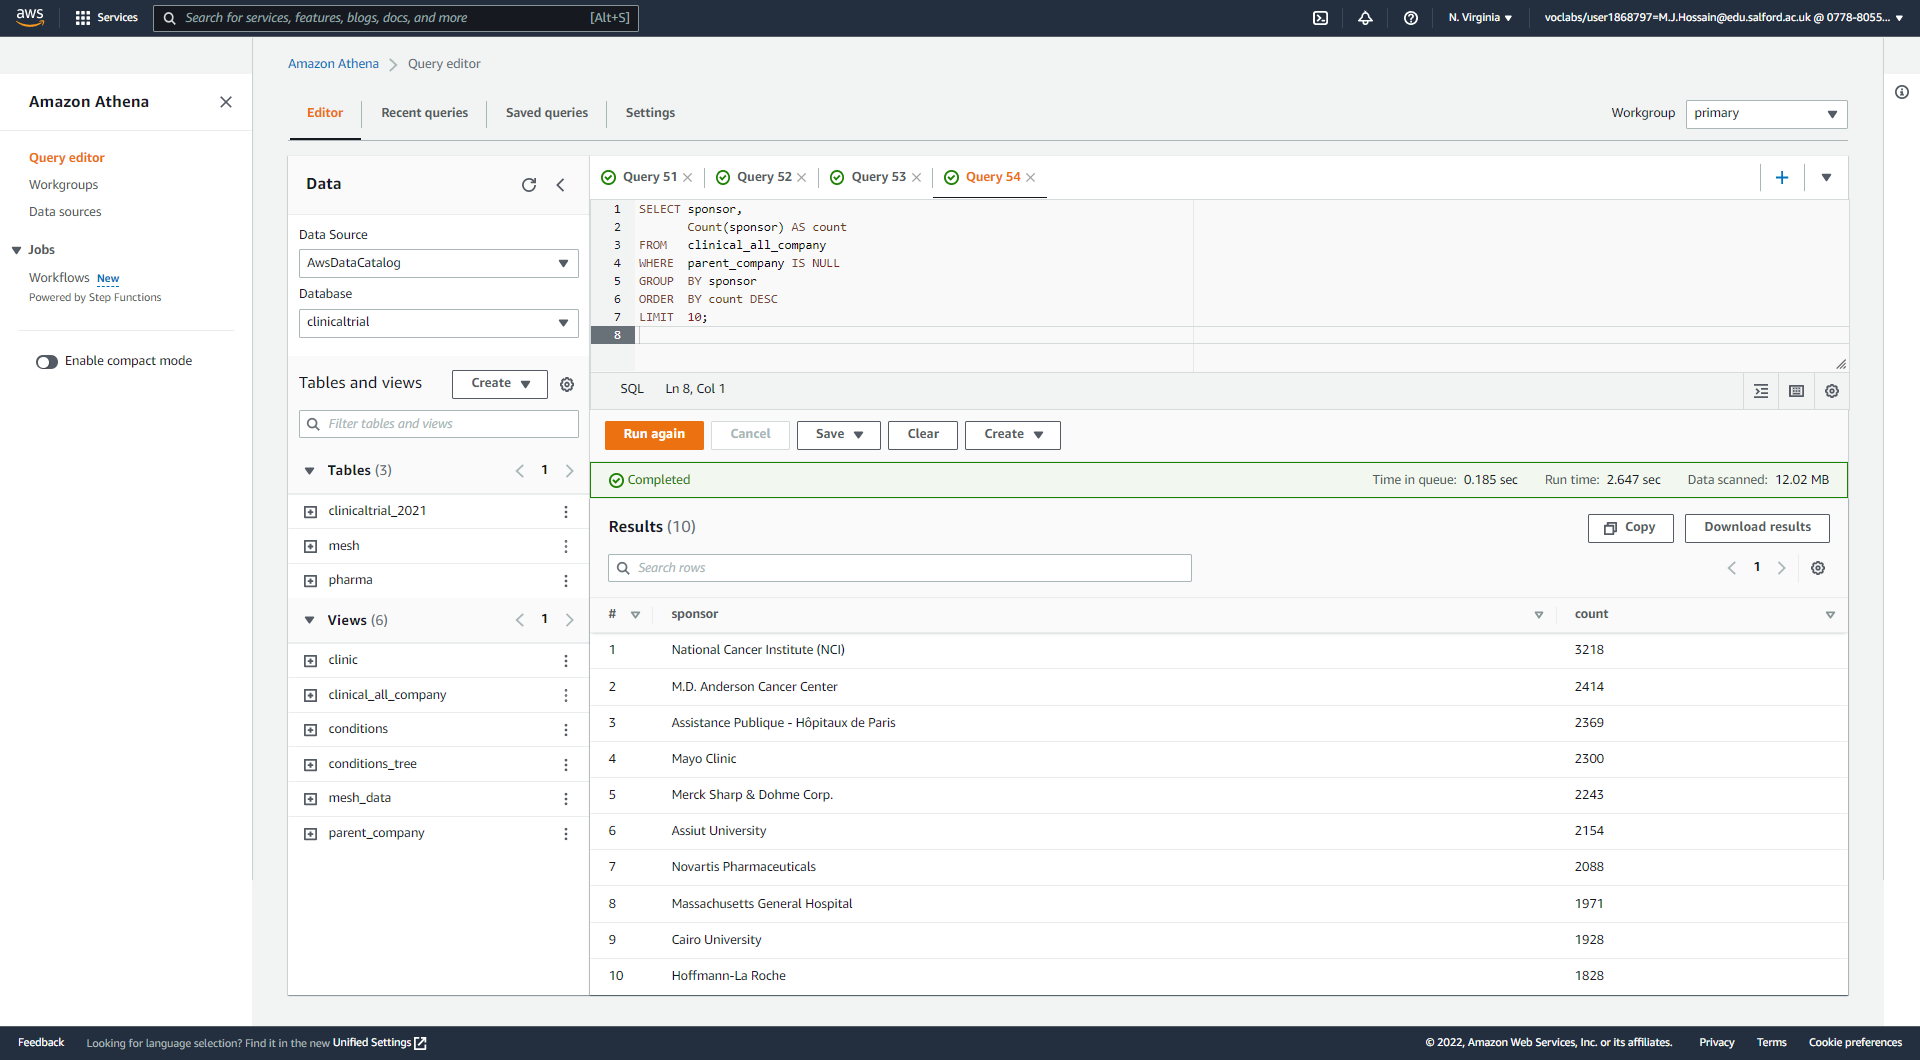 aws Services Search for services, features, blogs, docs, and more [Alt+S] N. Virginia voclabs/user1868797=M.J.Hossain@edu.salford.ac.uk @ 0778-8055...
Amazon Athena
Query editor
Workgroups
Data sources
Jobs
Workflows New
Powered by Step Functions
Enable compact mode
Amazon Athena Query editor
Editor Recent queries Saved queries Settings
Workgroup primary
Data
Data Source
AwsDataCatalog
Database
clinicaltrial
Tables and views Create
Filter tables and views
Tables (3) 1
clinicaltrial_2021
mesh
pharma
Views (6) 1
clinic
clinical_all_company
conditions
conditions_tree
mesh_data
parent_company
Query 51 Query 52 Query 53 Query 54
1 SELECT sponsor,
2 Count(sponsor) AS count
3 FROM clinical_all_company
4 WHERE parent_company IS NULL
5 GROUP BY sponsor
6 ORDER BY count DESC
7 LIMIT 10;
8
SQL Ln 8, Col 1
Run again Cancel Save Clear Create
Completed Time in queue: 0.185 sec Run time: 2.647 sec Data scanned: 12.02 MB
Results (10) Copy Download results
Search rows 1
# sponsor count
1 National Cancer Institute (NCI) 3218
2 M.D. Anderson Cancer Center 2414
3 Assistance Publique - Hôpitaux de Paris 2369
4 Mayo Clinic 2300
5 Merck Sharp & Dohme Corp. 2243
6 Assiut University 2154
7 Novartis Pharmaceuticals 2088
8 Massachusetts General Hospital 1971
9 Cairo University 1928
10 Hoffmann-La Roche 1828
Feedback Looking for language selection? Find it in the new Unified Settings © 2022, Amazon Web Services, Inc. or its affiliates. Privacy Terms Cookie preferences